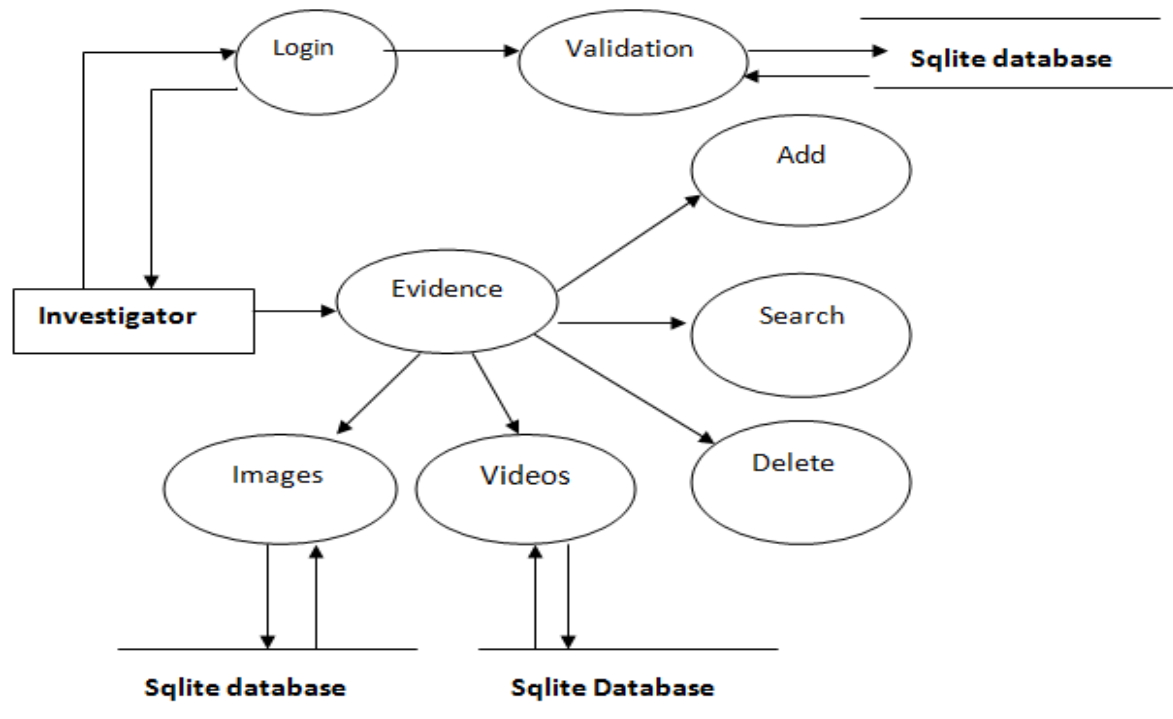 Login
Validation
Sqlite database
Add
Evidence
Investigator
Search
Images
Videos
Delete
Sqlite database
Sqlite Database